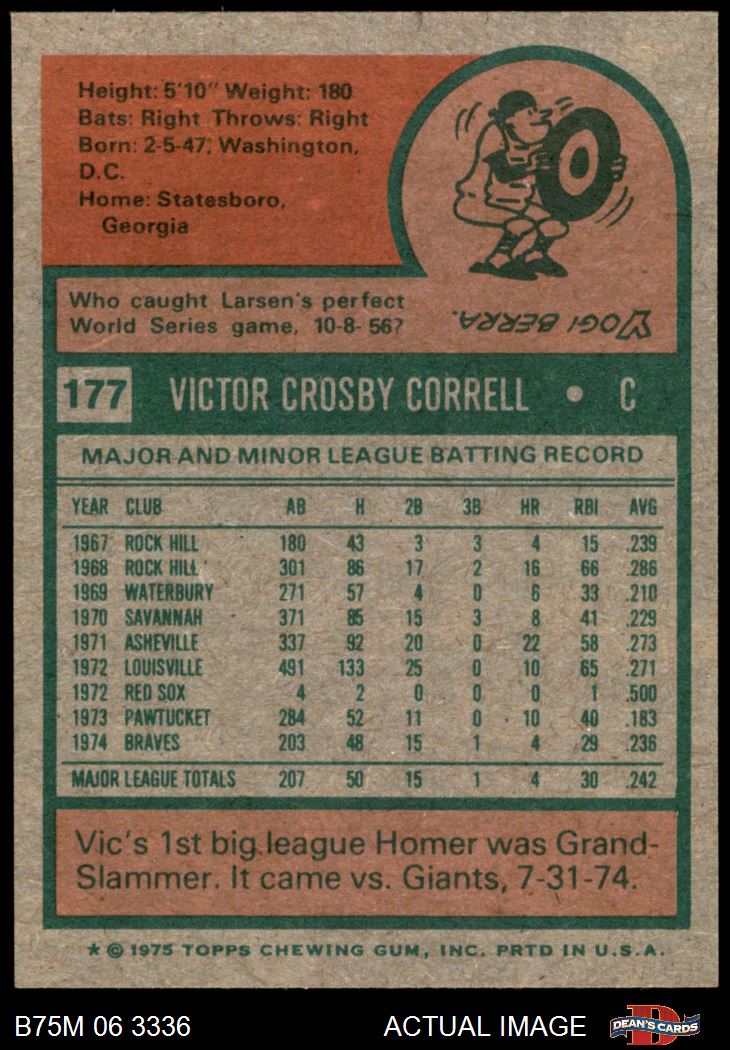 Height: 5'10" Weight: 180
Bats: Right Throws: Right
Born: 2-5-47, Washington,
D.C.
Home: Statesboro,
Georgia
Who caught Larsen's perfect
World Series game, 10-8-56?
YOGI BERRA.
177 VICTOR CROSBY CORRELL • C
MAJOR AND MINOR LEAGUE BATTING RECORD
YEAR CLUB AB H 2B 3B HR RBI AVG
1967 ROCK HILL 180 43 3 3 4 15 .239
1968 ROCK HILL 301 86 17 2 16 66 .286
1969 WATERBURY 271 57 4 0 6 33 .210
1970 SAVANNAH 371 85 15 3 8 41 .229
1971 ASHEVILLE 337 92 20 0 22 58 .273
1972 LOUISVILLE 491 133 25 0 10 65 .271
1972 RED SOX 4 2 0 0 0 1 .500
1973 PAWTUCKET 284 52 11 0 10 40 .183
1974 BRAVES 203 48 15 1 4 29 .236
MAJOR LEAGUE TOTALS 207 50 15 1 4 30 .242
Vic's 1st big league Homer was Grand-
Slammer. It came vs. Giants, 7-31-74.
* © 1975 TOPPS CHEWING GUM, INC. PRTD IN U.S.A.
B75M 06 3336 ACTUAL IMAGE DEAN'S CARDS